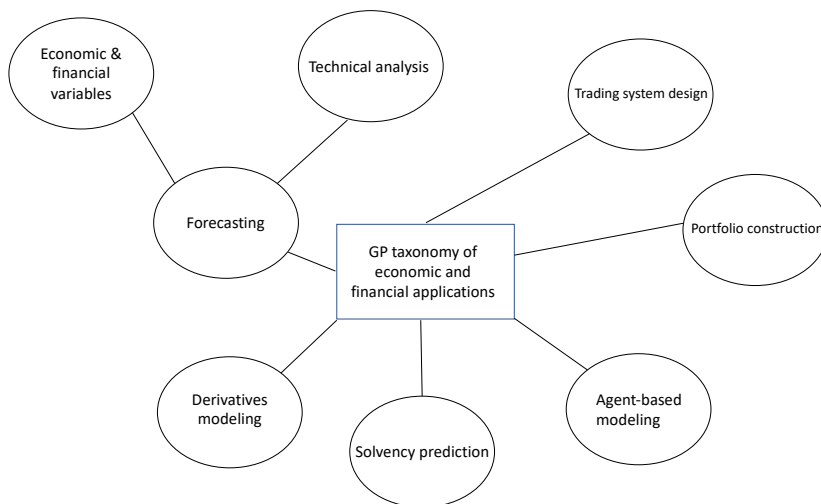 Economic &
financial
variables
Technical analysis
Trading system design
Forecasting
Portfolio construction
GP taxonomy of
economic and
financial applications
Derivatives
modeling
Solvency prediction
Agent-based
modeling